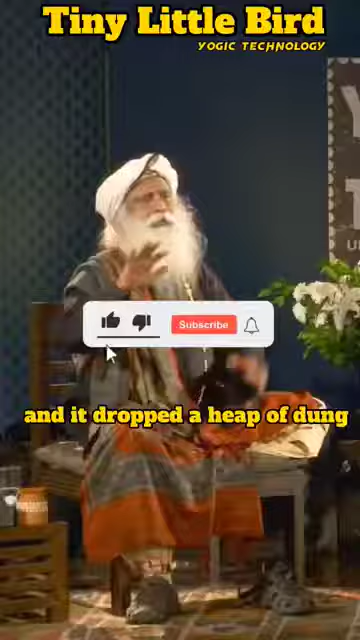 Tiny Little Bird
YOGIC TECHNOLOGY
Subscribe
and it dropped a heap of dung